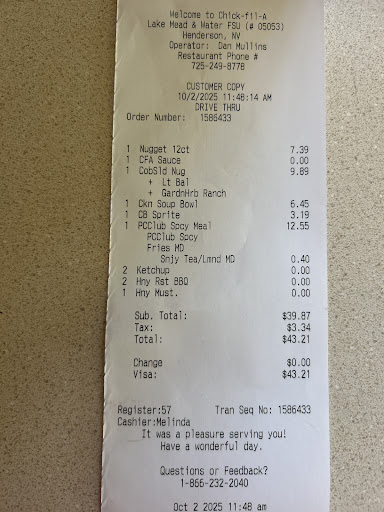 Welcome to Chick-fil-A
Lake Mead & Water FSU (# 05053)
Henderson, NV
Operator: Dan Mullins
Restaurant Phone #
725-249-8778
CUSTOMER COPY
10/2/2025 11:48:14 AM
DRIVE THRU
Order Number: 1586433
1 Nugget 12ct 7.39
1 CFA Sauce 0.00
1 CobSld Nug 9.89
+ Lt Bal
+ GardnHrb Ranch
1 Ckn Soup Bowl 6.45
1 CB Sprite 3.19
1 PCClub Spcy Meal 12.55
PCClub Spcy
Fries MD
Snjy Tea/Lmnd MD 0.40
2 Ketchup 0.00
2 Hny Rst BBQ 0.00
1 Hny Must. 0.00
Sub. Total: $39.87
Tax: $3.34
Total: $43.21
Change $0.00
Visa: $43.21
Register:57 Tran Seq No: 1586433
Cashier:Melinda
It was a pleasure serving you!
Have a wonderful day.
Questions or Feedback?
1-866-232-2040
Oct 2 2025 11:48 am